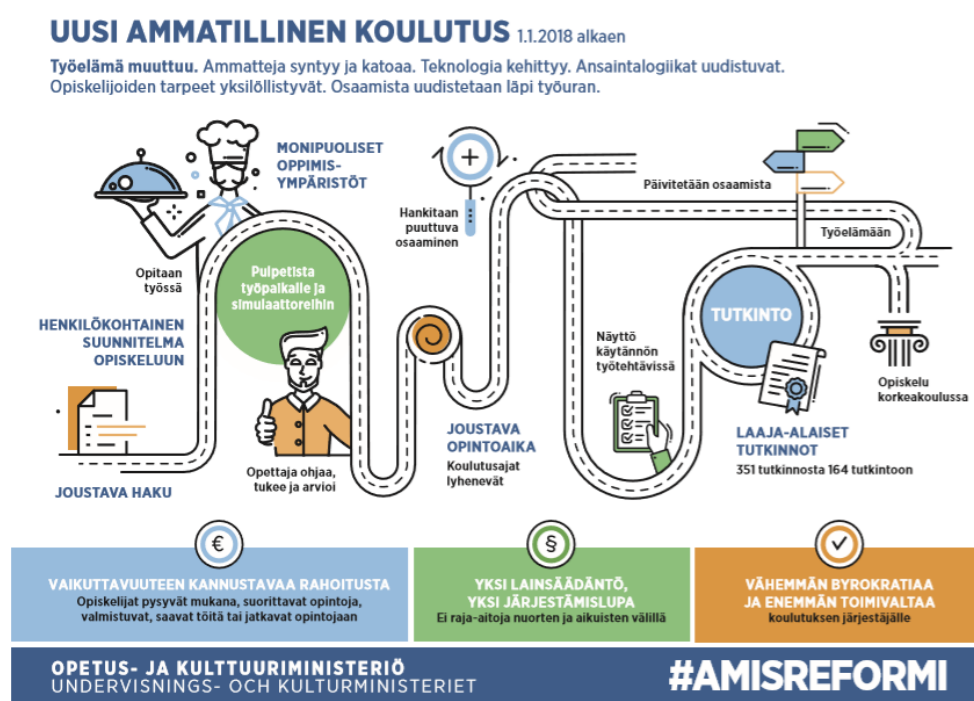 UUSI AMMATILLINEN KOULUTUS 1.1.2018 alkaen
Työelämä muuttuu. Ammatteja syntyy ja katoaa. Teknologia kehittyy. Ansaintalogiikat uudistuvat.
Opiskelijoiden tarpeet yksilöllistyvät. Osaamista uudistetaan läpi työuran.
MONIPUOLISET
OPPIMIS-
YMPÄRISTÖT
Opitaan
työssä
Pulpetista
työpaikalle ja
simulaattoreihin
HENKILÖKOHTAINEN
SUUNNITELMA
OPISKELUUN
JOUSTAVA HAKU
Opettaja ohjaa,
tukee ja arvioi
Hankitaan
puuttuva
osaaminen
JOUSTAVA
OPINTOAIKA
Koulutusajat
lyhenevät
Näyttö
käytännön
työtehtävissä
Päivitetään osaamista
Työelämään
TUTKINTO
Opiskelu
korkeakoulussa
LAAJA-ALAISET
TUTKINNOT
351 tutkinnosta 164 tutkintoon
€
VAIKUTTAVUUTEEN KANNUSTAVAA RAHOITUSTA
Opiskelijat pysyvät mukana, suorittavat opintoja,
valmistuvat, saavat töitä tai jatkavat opintojaan
§
YKSI LAINSÄÄDÄNTÖ,
YKSI JÄRJESTÄMISLUPA
Ei raja-aitoja nuorten ja aikuisten välillä
VÄHEMMÄN BYROKRATIAA
JA ENEMMÄN TOIMIVALTAA
koulutuksen järjestäjälle
OPETUS- JA KULTTUURIMINISTERIÖ
UNDERVISNINGS- OCH KULTURMINISTERIET
#AMISREFORMI